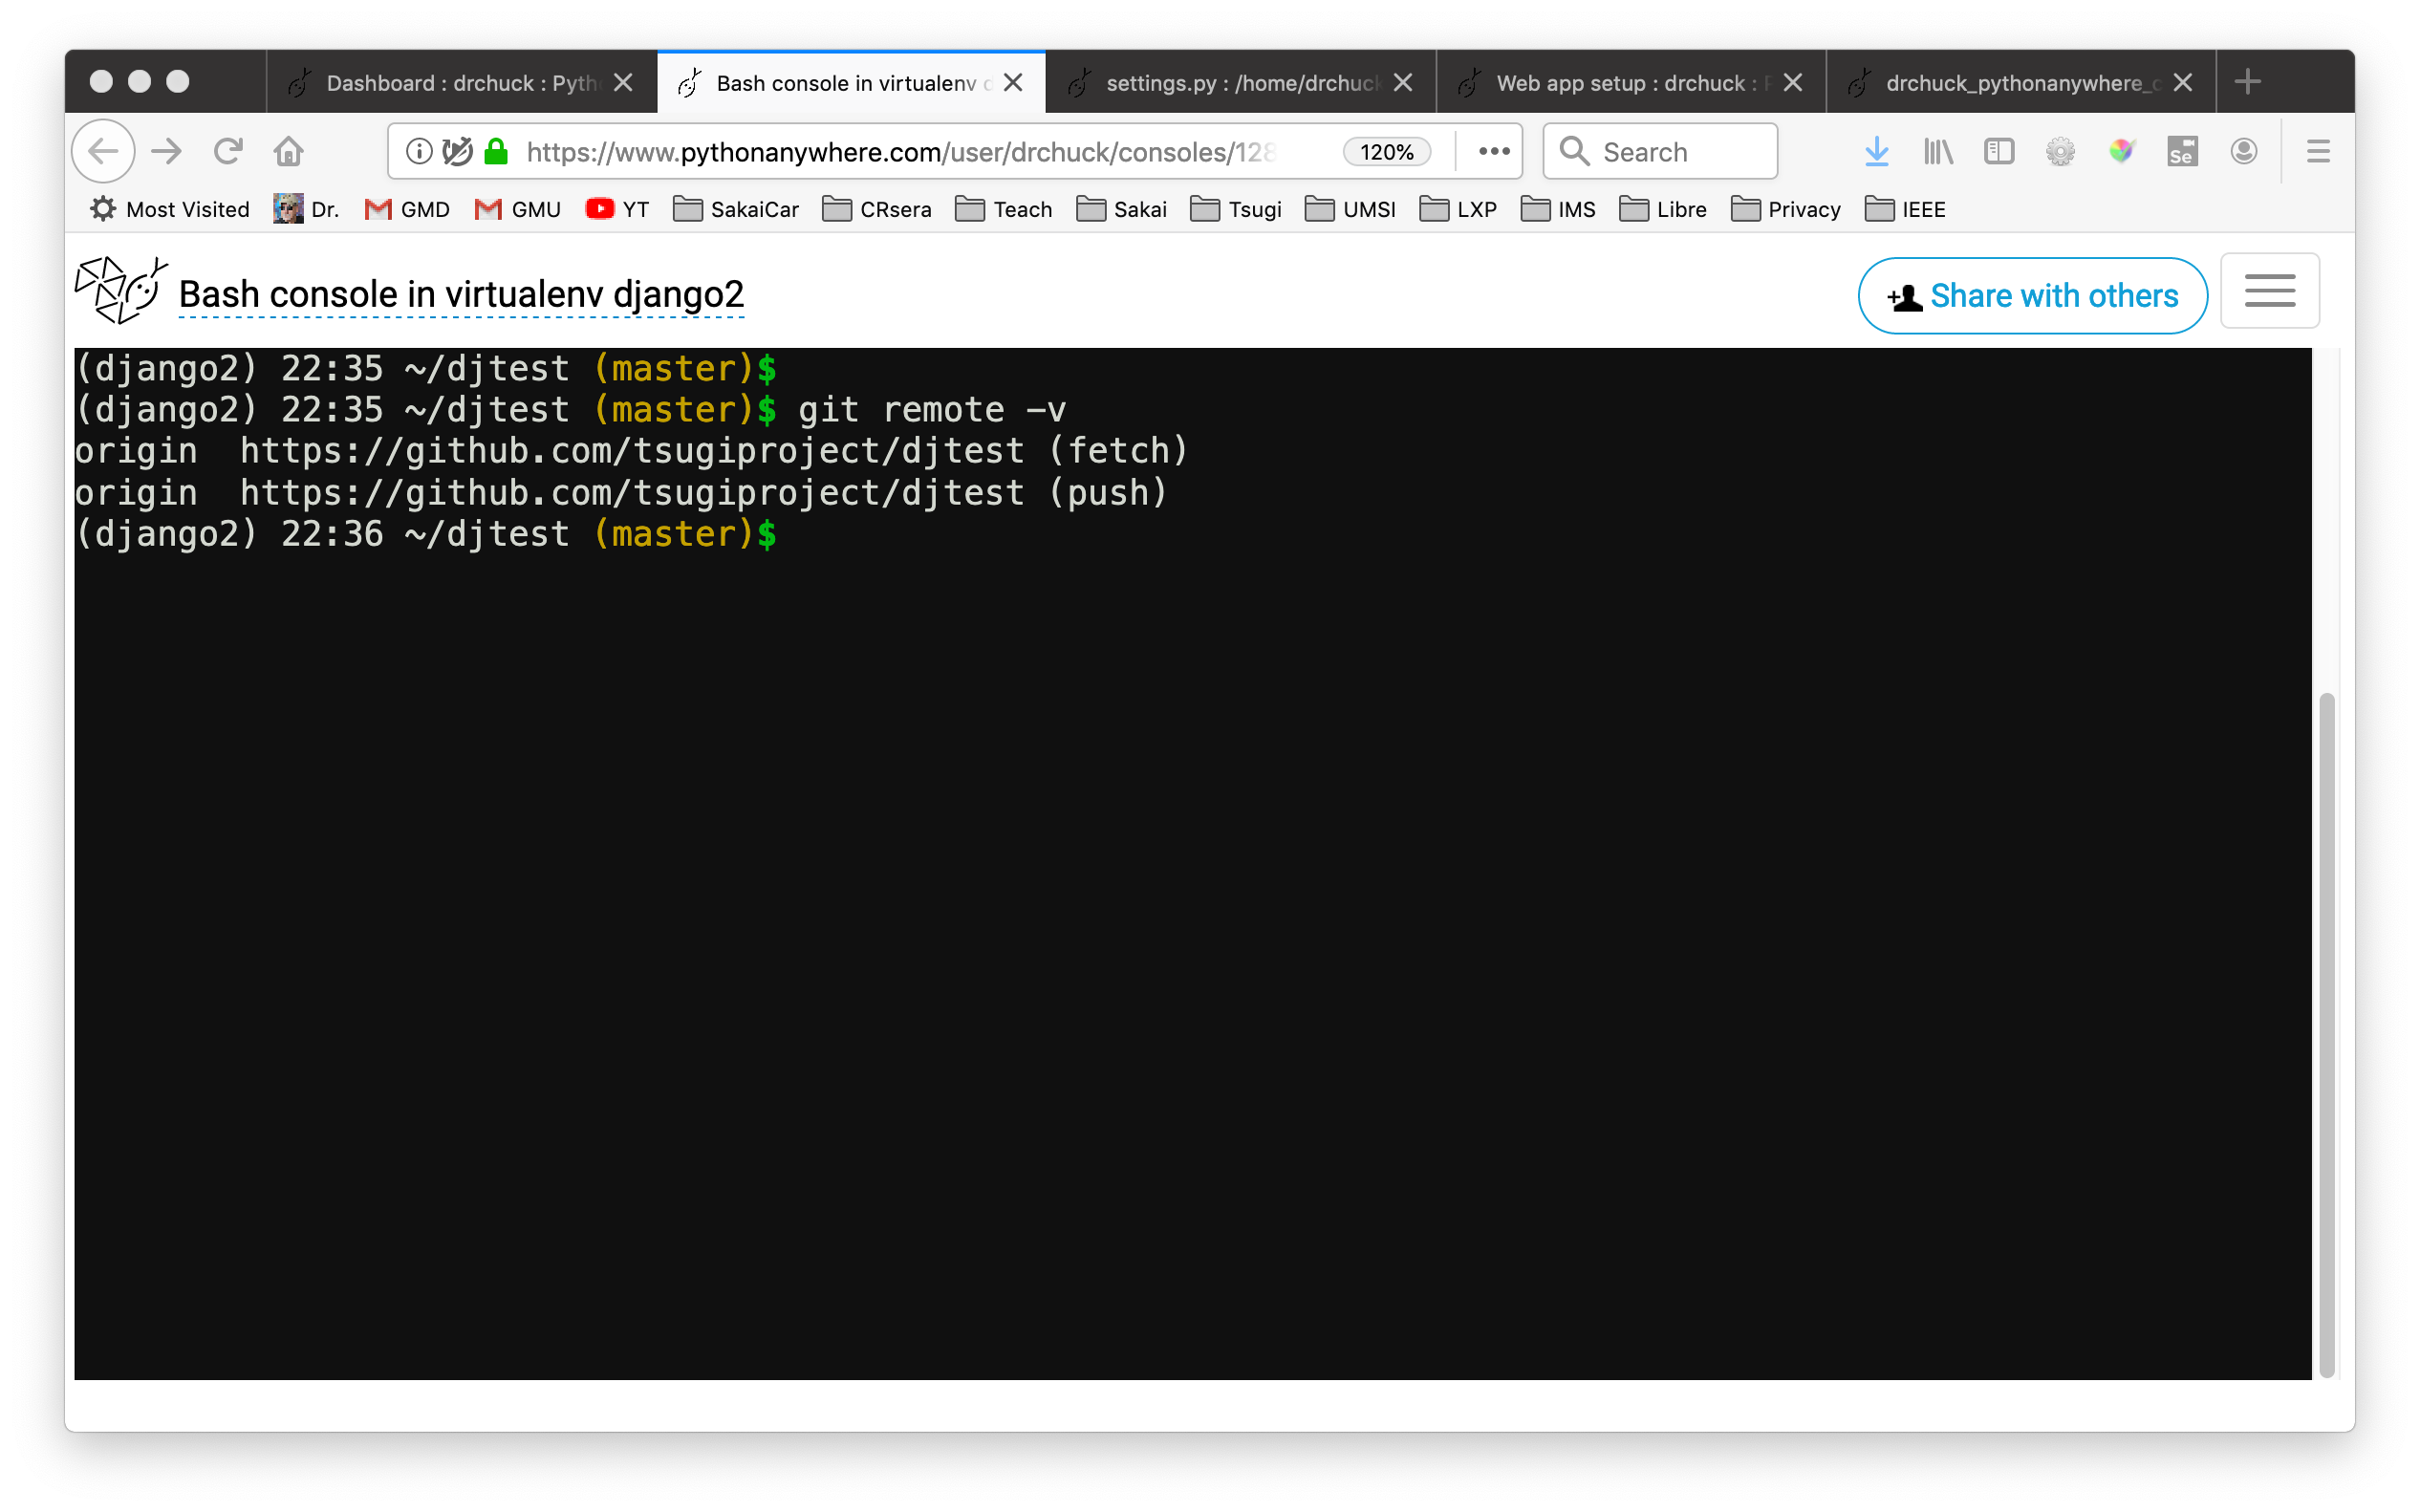 Dashboard : drchuck : Pyth
Bash console in virtualenv d
settings.py : /home/drchuck
Web app setup : drchuck : P
drchuck_pythonanywhere_c
https://www.pythonanywhere.com/user/drchuck/consoles/128
120%
Search
Se
Most Visited Dr. GMD GMU YT SakaiCar CRsera Teach Sakai Tsugi UMSI LXP IMS Libre Privacy IEEE
Bash console in virtualenv django2
Share with others
(django2) 22:35 ~/djtest (master)$
(django2) 22:35 ~/djtest (master)$ git remote -v
origin  https://github.com/tsugiproject/djtest (fetch)
origin  https://github.com/tsugiproject/djtest (push)
(django2) 22:36 ~/djtest (master)$